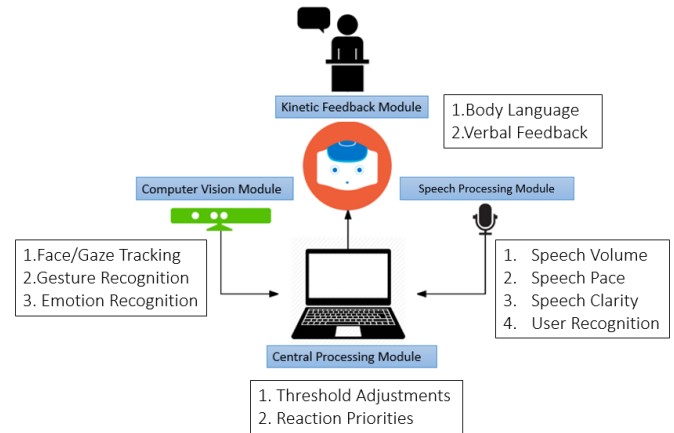 Kinetic Feedback Module
1.Body Language
2.Verbal Feedback
Computer Vision Module
Speech Processing Module
1.Face/Gaze Tracking
2.Gesture Recognition
3. Emotion Recognition
1. Speech Volume
2. Speech Pace
3. Speech Clarity
4. User Recognition
Central Processing Module
1. Threshold Adjustments
2. Reaction Priorities